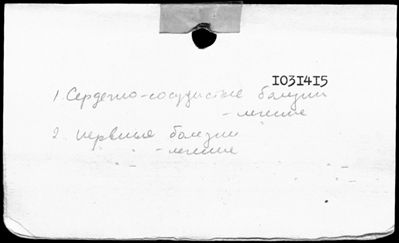 1031415
1 Сердечно-сосудистые болезни
- лечение
2. Нервные болезни
- лечение